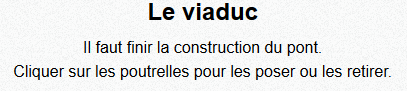 Le viaduc
Il faut finir la construction du pont.
Cliquer sur les poutrelles pour les poser ou les retirer.